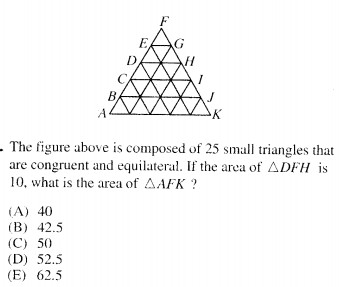 F
E G
D H
C I
B J
A K
The figure above is composed of 25 small triangles that
are congruent and equilateral. If the area of △DFH is
10, what is the area of △AFK ?
(A) 40
(B) 42.5
(C) 50
(D) 52.5
(E) 62.5